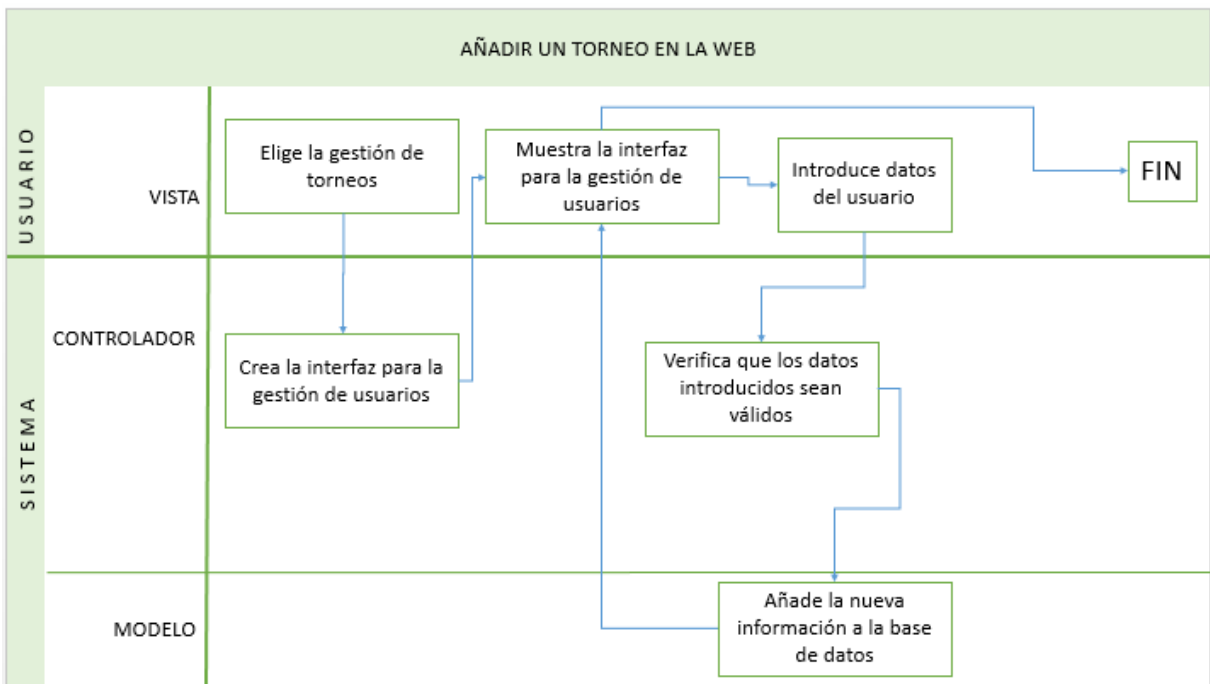 AÑADIR UN TORNEO EN LA WEB
USUARIO
VISTA
Elige la gestión de
torneos
Muestra la interfaz
para la gestión de
usuarios
Introduce datos
del usuario
FIN
SISTEMA
CONTROLADOR
Crea la interfaz para la
gestión de usuarios
Verifica que los datos
introducidos sean
válidos
MODELO
Añade la nueva
información a la base
de datos